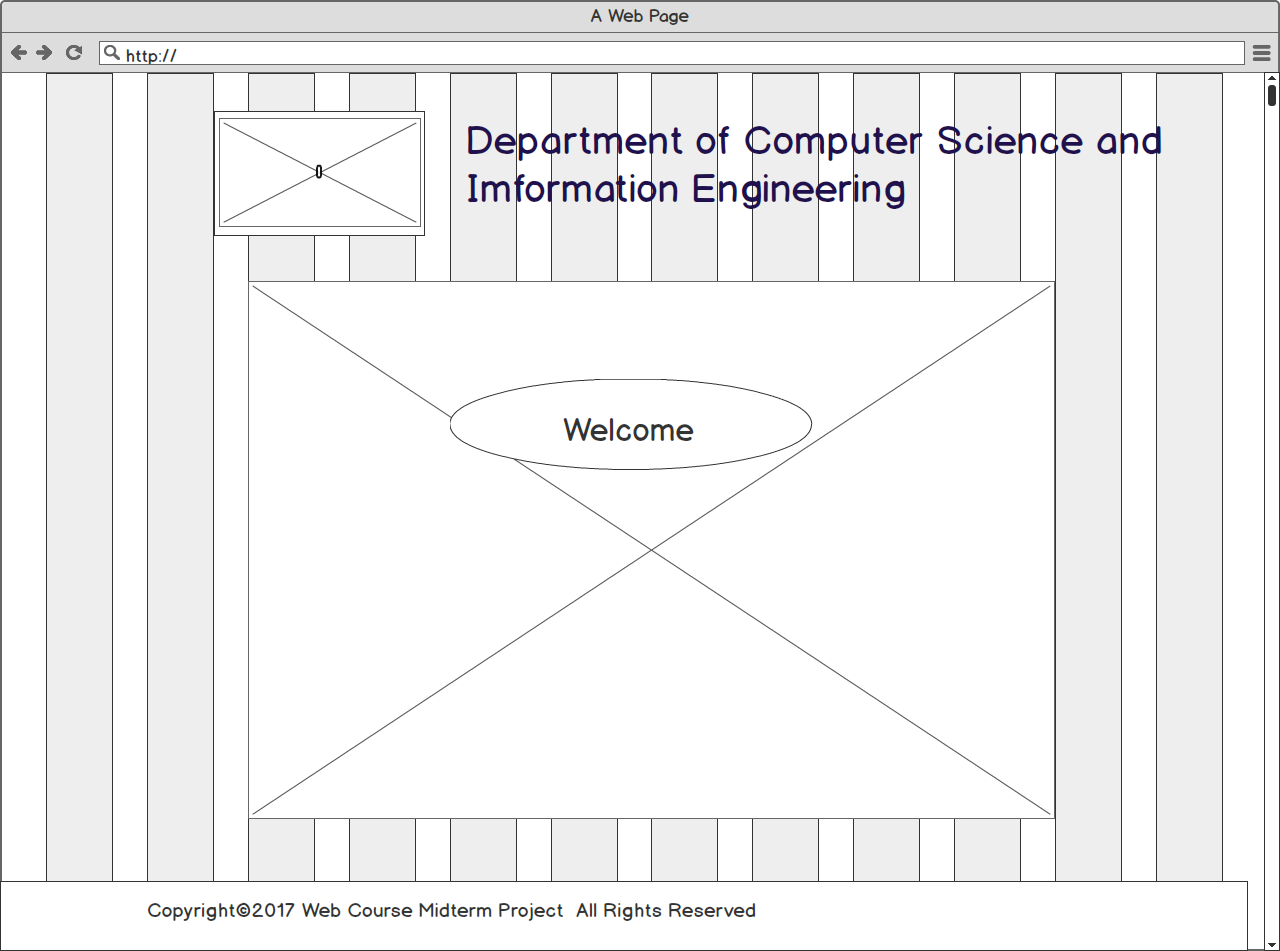 A Web Page
http://
Department of Computer Science and
Imformation Engineering
Welcome
Copyright©2017 Web Course Midterm Project  All Rights Reserved